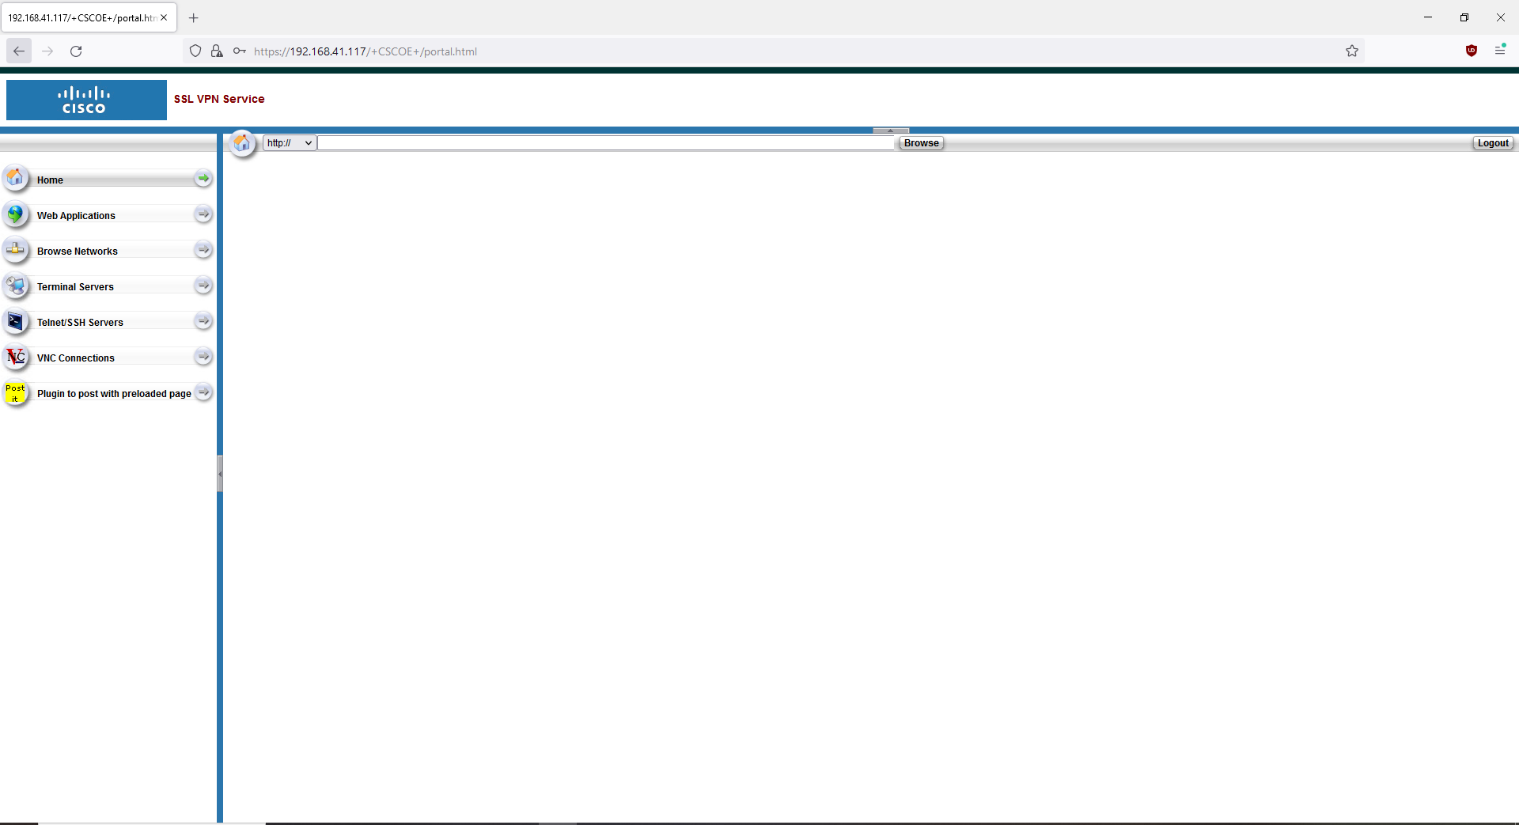 192.168.41.117/+CSCOE+/portal.htm
https://192.168.41.117/+CSCOE+/portal.html
CISCO
SSL VPN Service
http://
Browse
Logout
Home
Web Applications
Browse Networks
Terminal Servers
Telnet/SSH Servers
VNC Connections
Post
it
Plugin to post with preloaded page